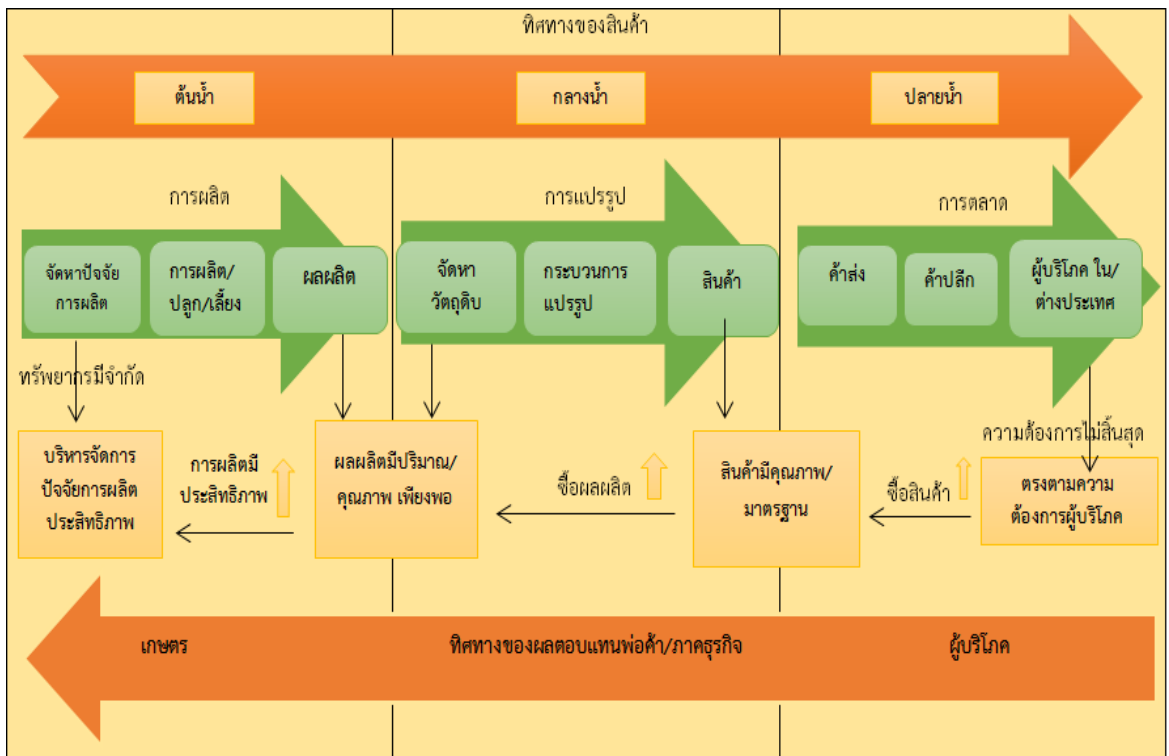 ทิศทางของสินค้า
ต้นน้ำ
กลางน้ำ
ปลายน้ำ
การผลิต
การแปรรูป
การตลาด
จัดหาปัจจัย
การผลิต
การผลิต/
ปลูก/เลี้ยง
ผลผลิต
จัดหา
วัตถุดิบ
กระบวนการ
แปรรูป
สินค้า
ค้าส่ง
ค้าปลีก
ผู้บริโภค ใน/
ต่างประเทศ
ทรัพยากรมีจำกัด
ความต้องการไม่สิ้นสุด
บริหารจัดการ
ปัจจัยการผลิต
ประสิทธิภาพ
การผลิตมี
ประสิทธิภาพ
ผลผลิตมีปริมาณ/
คุณภาพ เพียงพอ
ซื้อผลผลิต
สินค้ามีคุณภาพ/
มาตรฐาน
ซื้อสินค้า
ตรงตามความ
ต้องการผู้บริโภค
เกษตร
ทิศทางของผลตอบแทนพ่อค้า/ภาคธุรกิจ
ผู้บริโภค